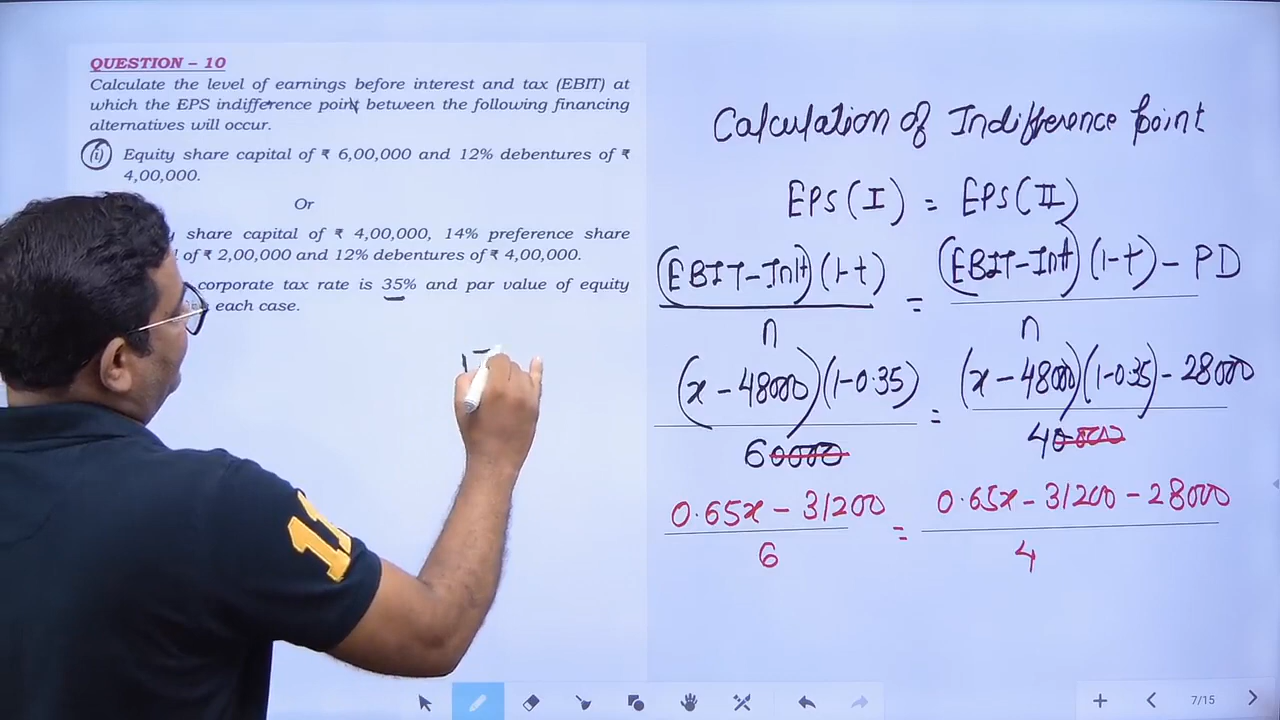 QUESTION – 10
Calculate the level of earnings before interest and tax (EBIT) at
which the EPS indifference point between the following financing
alternatives will occur.
(i) Equity share capital of ₹ 6,00,000 and 12% debentures of ₹
4,00,000.
Or
share capital of ₹ 4,00,000, 14% preference share
of ₹ 2,00,000 and 12% debentures of ₹ 4,00,000.
corporate tax rate is 35% and par value of equity
each case.
Calculation of Indifference point
EPS (I) = EPS (II)
(EBIT-Int)(1-t) = (EBIT-Int)(1-t) - PD
n n
(x - 48000)(1-0.35) = (x - 48000)(1-0.35) - 28000
60000 40000
0.65x - 31200 = 0.65x - 31200 - 28000
6 4
11
7/15